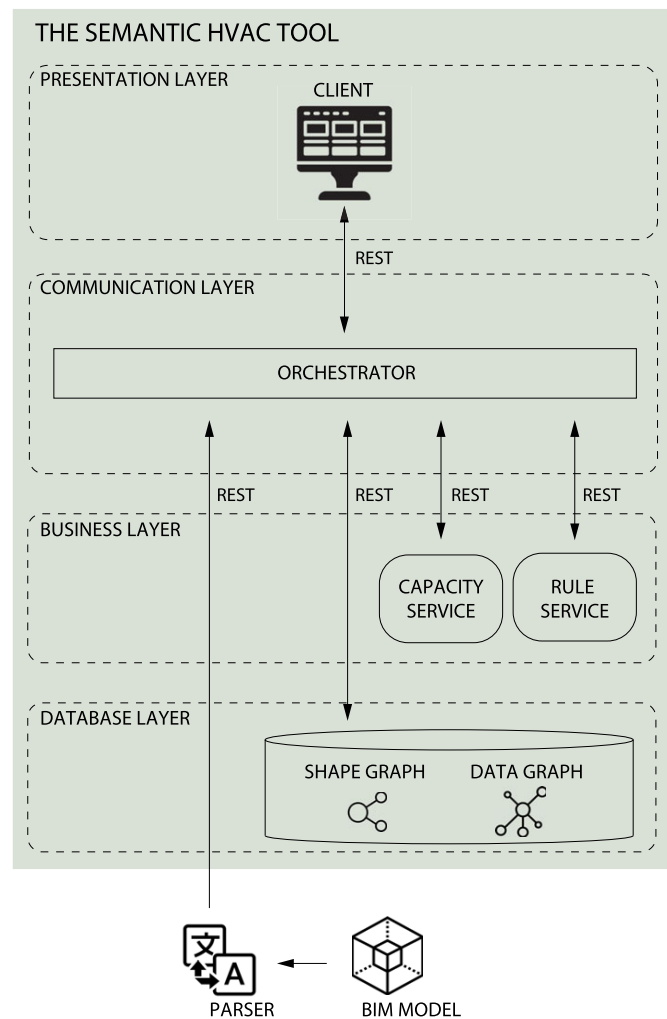 THE SEMANTIC HVAC TOOL
PRESENTATION LAYER
CLIENT
REST
COMMUNICATION LAYER
ORCHESTRATOR
REST
REST
REST
REST
BUSINESS LAYER
CAPACITY
SERVICE
RULE
SERVICE
DATABASE LAYER
SHAPE GRAPH
DATA GRAPH
文
A
PARSER
BIM MODEL